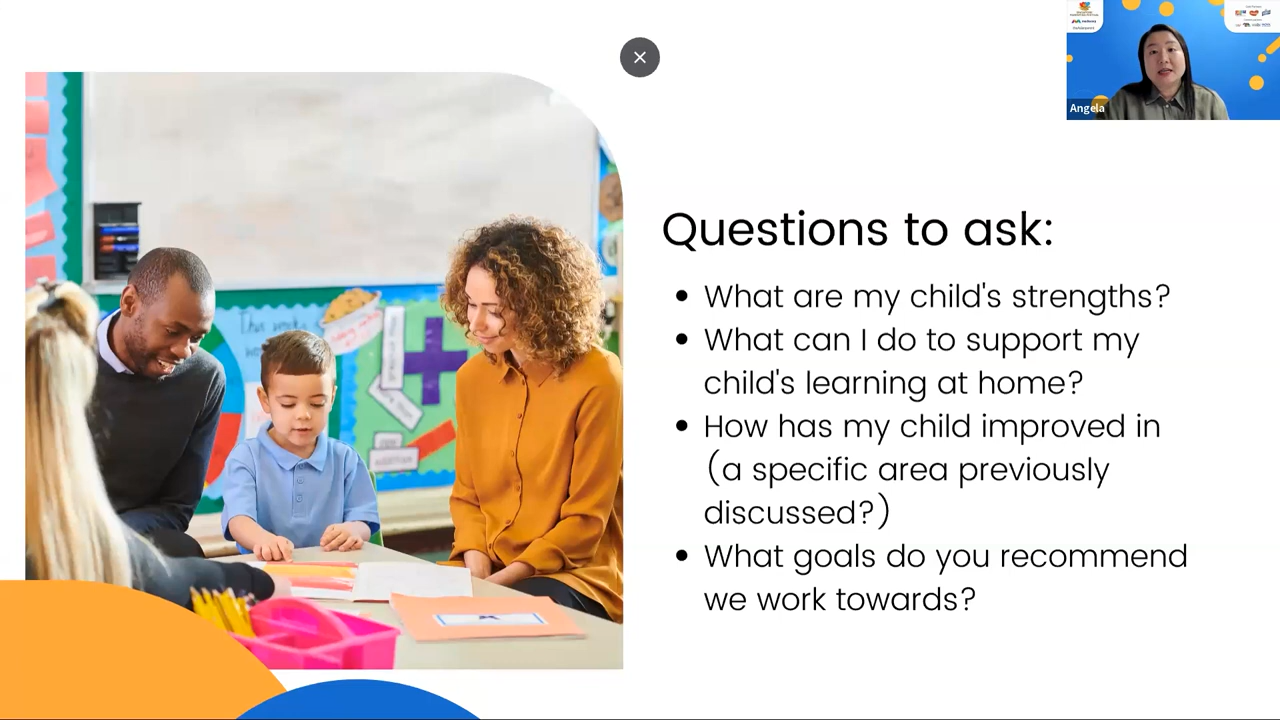 Angela
Questions to ask:
• What are my child's strengths?
• What can I do to support my
child's learning at home?
• How has my child improved in
(a specific area previously
discussed?)
• What goals do you recommend
we work towards?